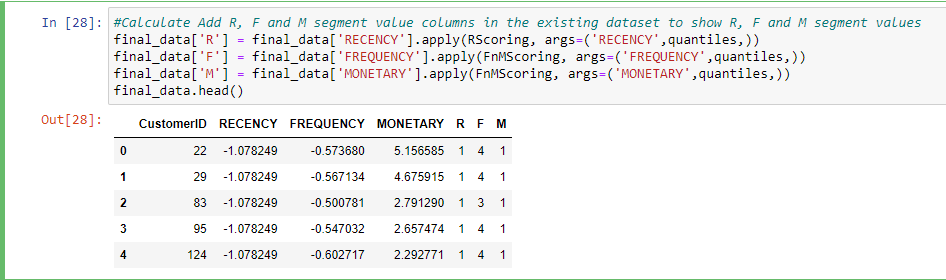 In [28]: #Calculate Add R, F and M segment value columns in the existing dataset to show R, F and M segment values
final_data['R'] = final_data['RECENCY'].apply(RScoring, args=('RECENCY',quantiles,))
final_data['F'] = final_data['FREQUENCY'].apply(FnMScoring, args=('FREQUENCY',quantiles,))
final_data['M'] = final_data['MONETARY'].apply(FnMScoring, args=('MONETARY',quantiles,))
final_data.head()
Out[28]:
CustomerID RECENCY FREQUENCY MONETARY R F M
0 22 -1.078249 -0.573680 5.156585 1 4 1
1 29 -1.078249 -0.567134 4.675915 1 4 1
2 83 -1.078249 -0.500781 2.791290 1 3 1
3 95 -1.078249 -0.547032 2.657474 1 4 1
4 124 -1.078249 -0.602717 2.292771 1 4 1